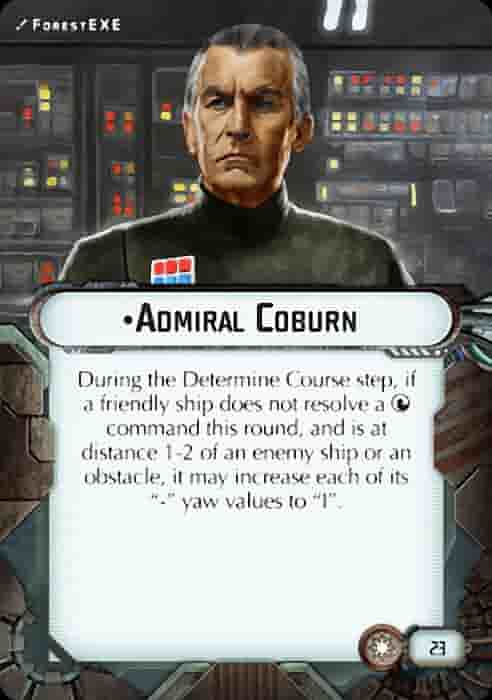 ForestEXE
•Admiral Coburn
During the Determine Course step, if
a friendly ship does not resolve a
command this round, and is at
distance 1-2 of an enemy ship or an
obstacle, it may increase each of its
“-” yaw values to “I”.
23